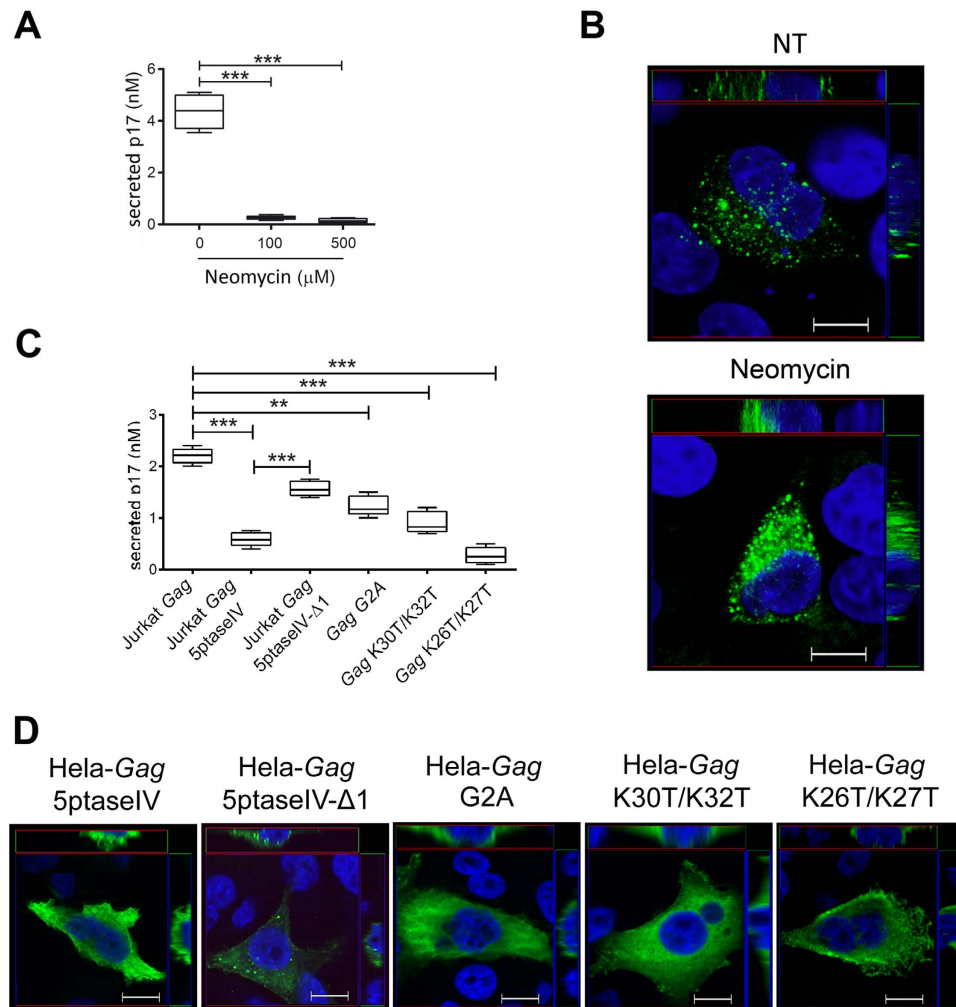 A
***
***
6
4
2
0
secreted p17 (nM)
0
100
500
Neomycin (μM)
B
NT
Neomycin
C
***
***
**
***
***
3
2
1
0
secreted p17 (nM)
Jurkat Gag
Jurkat Gag
5ptaseIV
Jurkat Gag
5ptaseIV-Δ1
Gag G2A
Gag K30T/K32T
Gag K26T/K27T
D
Hela-Gag
5ptaseIV
Hela-Gag
5ptaseIV-Δ1
Hela-Gag
G2A
Hela-Gag
K30T/K32T
Hela-Gag
K26T/K27T